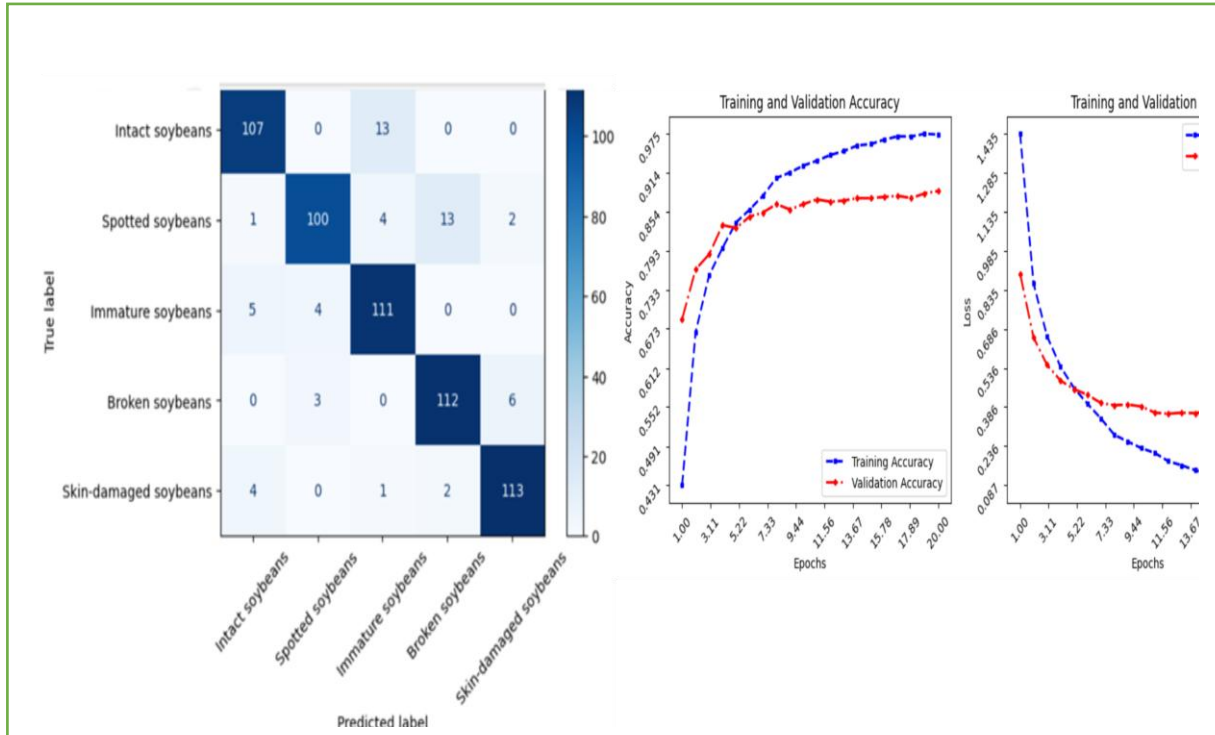 Intact soybeans
Spotted soybeans
Immature soybeans
Broken soybeans
Skin-damaged soybeans
True label
107 0 13 0 0
1 100 4 13 2
5 4 111 0 0
0 3 0 112 6
4 0 1 2 113
100
80
60
40
20
0
Intact soybeans
Spotted soybeans
Immature soybeans
Broken soybeans
Skin-damaged soybeans
Predicted label
Training and Validation Accuracy
Accuracy
0.975
0.914
0.854
0.793
0.733
0.673
0.612
0.552
0.491
0.431
Training Accuracy
Validation Accuracy
1.00 3.11 5.22 7.33 9.44 11.56 13.67 15.78 17.89 20.00
Epochs
Training and Validation
Loss
1.435
1.285
1.135
0.985
0.835
0.686
0.536
0.386
0.236
0.087
1.00 3.11 5.22 7.33 9.44 11.56 13.67
Epochs